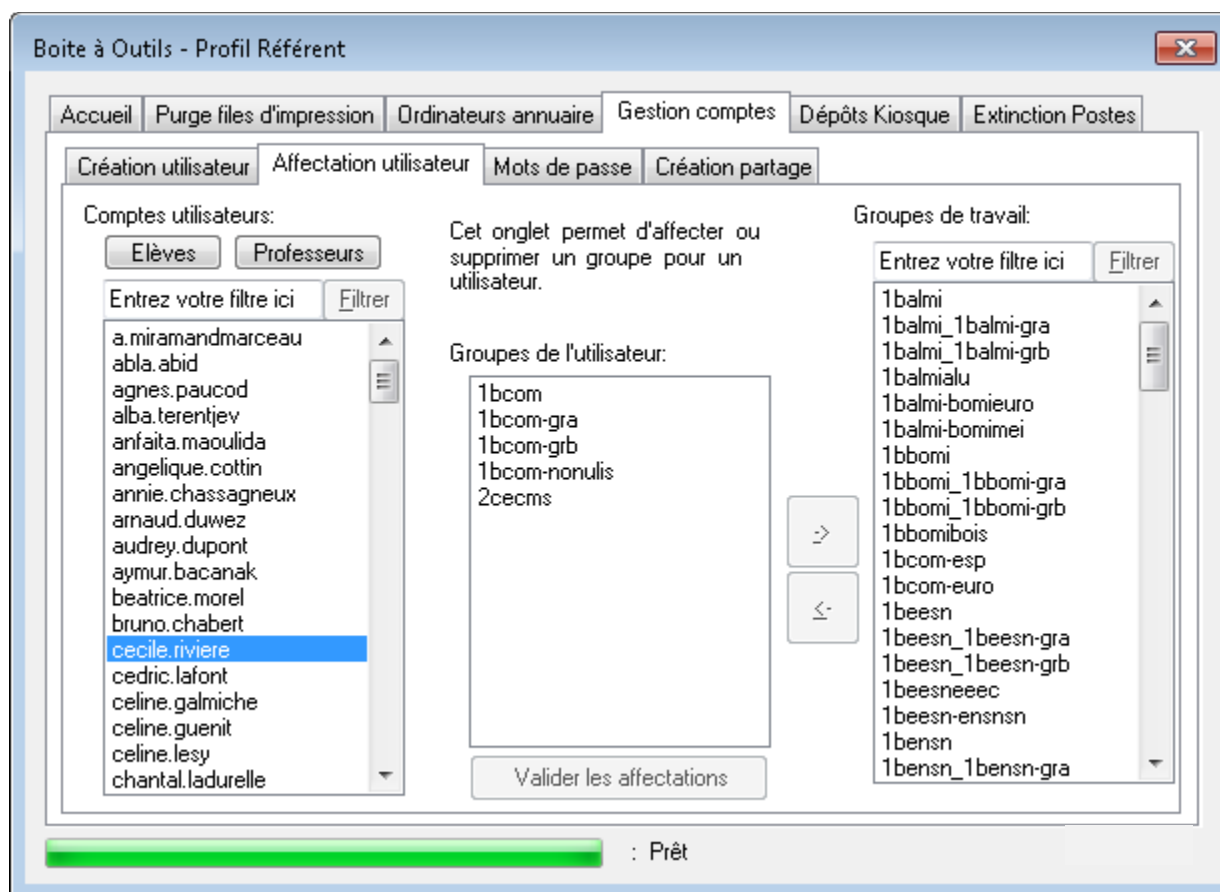 Boite à Outils - Profil Référent
Accueil Purge files d'impression Ordinateurs annuaire Gestion comptes Dépôts Kiosque Extinction Postes
Création utilisateur Affectation utilisateur Mots de passe Création partage
Comptes utilisateurs:
Elèves Professeurs
Entrez votre filtre ici Filtrer
a.miramandmarceau
abla.abid
agnes.paucod
alba.terentjev
anfaita.maoulida
angelique.cottin
annie.chassagneux
arnaud.duwez
audrey.dupont
aymur.bacanak
beatrice.morel
bruno.chabert
cecile.riviere
cedric.lafont
celine.galmiche
celine.guenit
celine.lesy
chantal.ladurelle
Cet onglet permet d'affecter ou
supprimer un groupe pour un
utilisateur.
Groupes de l'utilisateur:
1bcom
1bcom-gra
1bcom-grb
1bcom-nonulis
2cecms
Valider les affectations
->
<-
Groupes de travail:
Entrez votre filtre ici Filtrer
1balmi
1balmi_1balmi-gra
1balmi_1balmi-grb
1balmialu
1balmi-bomieuro
1balmi-bomimei
1bbomi
1bbomi_1bbomi-gra
1bbomi_1bbomi-grb
1bbomibois
1bcom-esp
1bcom-euro
1beesn
1beesn_1beesn-gra
1beesn_1beesn-grb
1beesneeec
1beesn-ensnsn
1bensn
1bensn_1bensn-gra
: Prêt